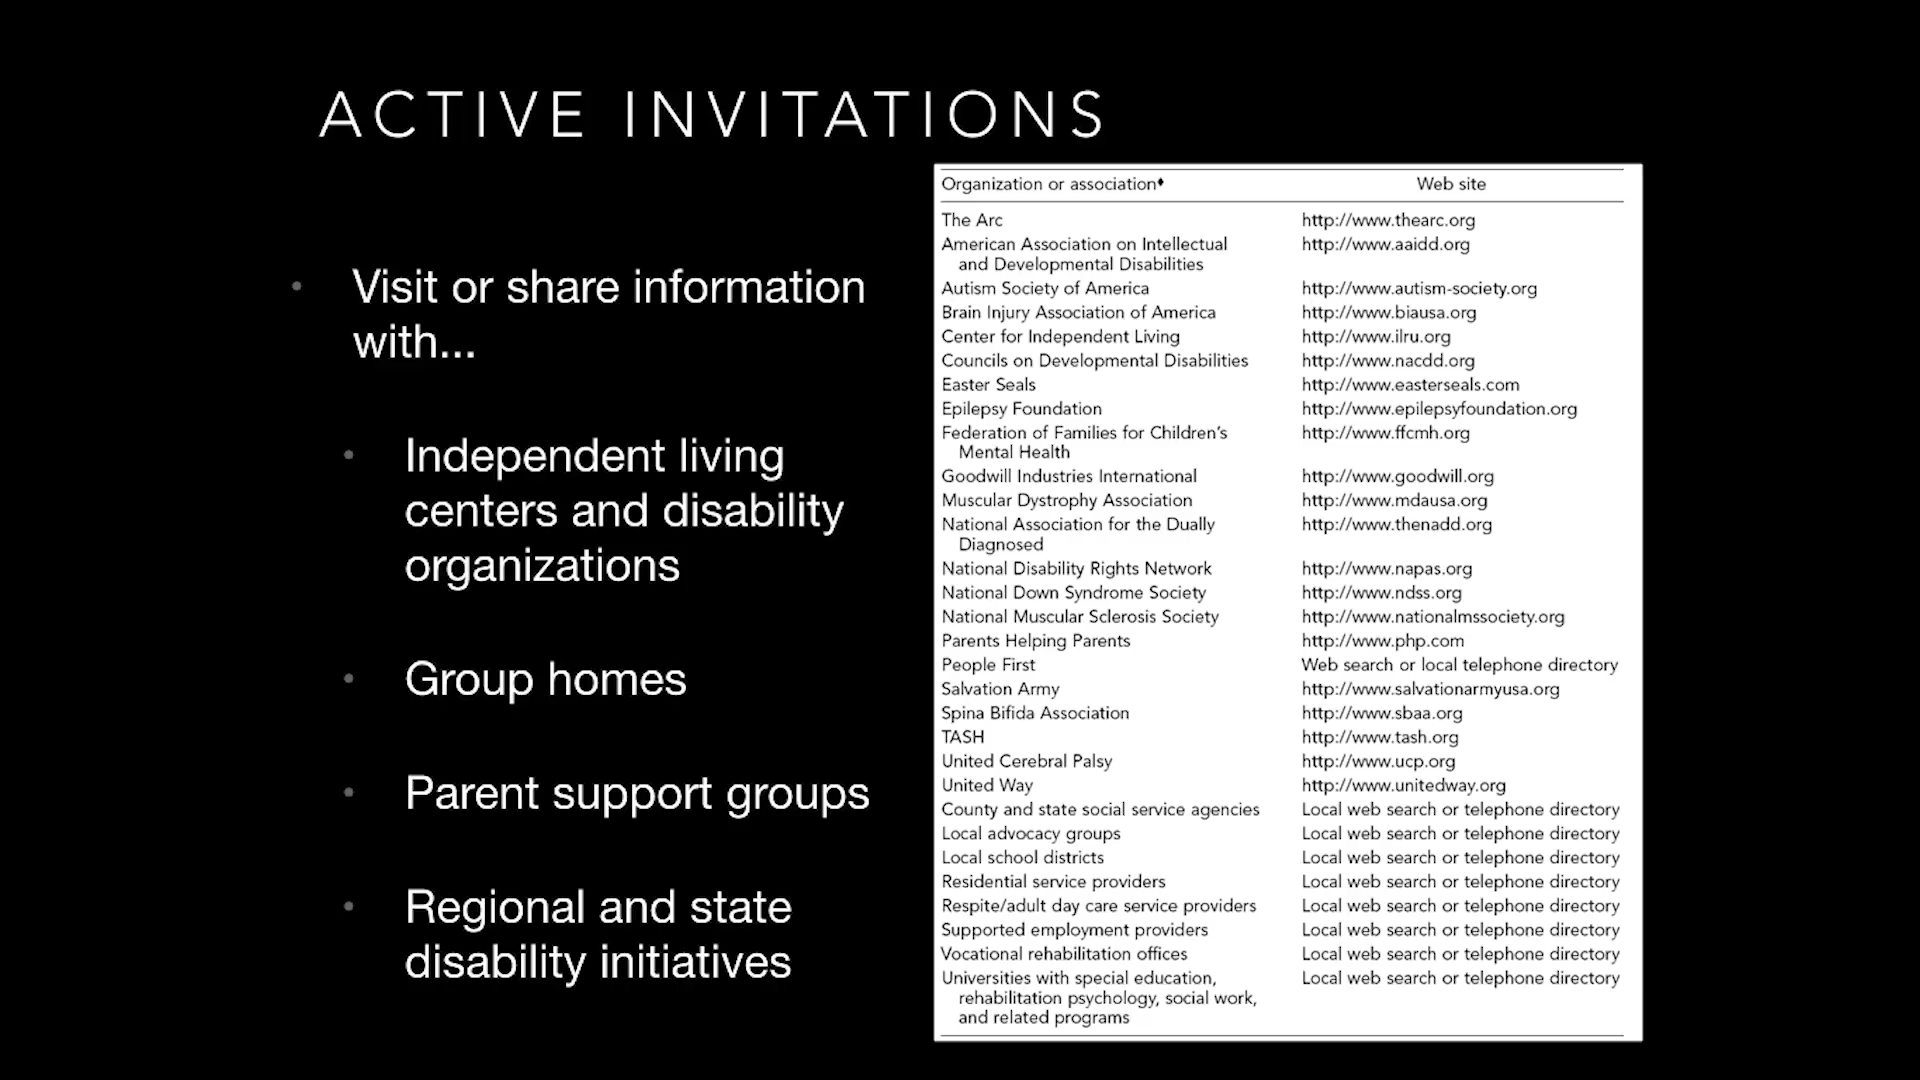 ACTIVE INVITATIONS
• Visit or share information
with...
• Independent living
centers and disability
organizations
• Group homes
• Parent support groups
• Regional and state
disability initiatives
Organization or association♦ Web site
The Arc http://www.thearc.org
American Association on Intellectual http://www.aaidd.org
and Developmental Disabilities
Autism Society of America http://www.autism-society.org
Brain Injury Association of America http://www.biausa.org
Center for Independent Living http://www.ilru.org
Councils on Developmental Disabilities http://www.nacdd.org
Easter Seals http://www.easterseals.com
Epilepsy Foundation http://www.epilepsyfoundation.org
Federation of Families for Children's http://www.ffcmh.org
Mental Health
Goodwill Industries International http://www.goodwill.org
Muscular Dystrophy Association http://www.mdausa.org
National Association for the Dually http://www.thenadd.org
Diagnosed
National Disability Rights Network http://www.napas.org
National Down Syndrome Society http://www.ndss.org
National Muscular Sclerosis Society http://www.nationalmssociety.org
Parents Helping Parents http://www.php.com
People First Web search or local telephone directory
Salvation Army http://www.salvationarmyusa.org
Spina Bifida Association http://www.sbaa.org
TASH http://www.tash.org
United Cerebral Palsy http://www.ucp.org
United Way http://www.unitedway.org
County and state social service agencies Local web search or telephone directory
Local advocacy groups Local web search or telephone directory
Local school districts Local web search or telephone directory
Residential service providers Local web search or telephone directory
Respite/adult day care service providers Local web search or telephone directory
Supported employment providers Local web search or telephone directory
Vocational rehabilitation offices Local web search or telephone directory
Universities with special education, Local web search or telephone directory
rehabilitation psychology, social work,
and related programs